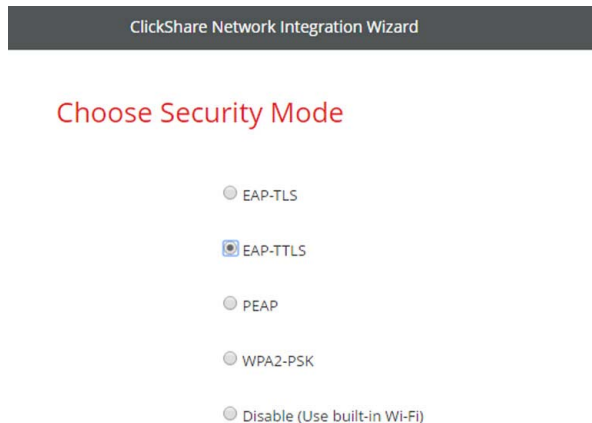 ClickShare Network Integration Wizard
Choose Security Mode
EAP-TLS
EAP-TTLS
PEAP
WPA2-PSK
Disable (Use built-in Wi-Fi)